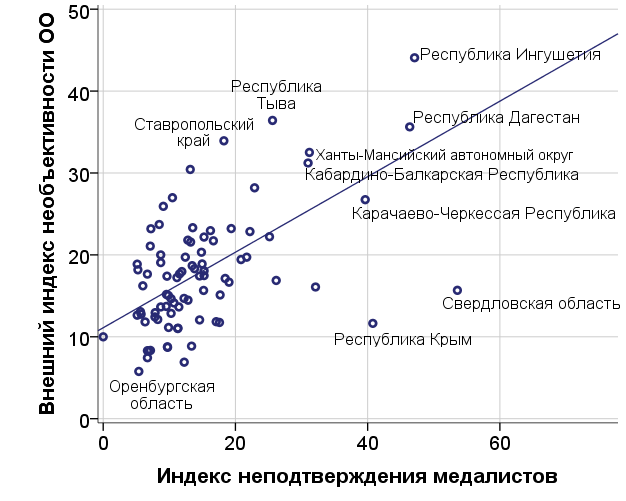 Внешний индекс необъективности ОО
50
40
30
20
10
0
Республика Ингушетия
Республика
Тыва
Республика Дагестан
Ставропольский
край
Ханты-Мансийский автономный округ
Кабардино-Балкарская Республика
Карачаево-Черкессая Республика
Свердловская область
Республика Крым
Оренбургская
область
0
20
40
60
Индекс неподтверждения медалистов